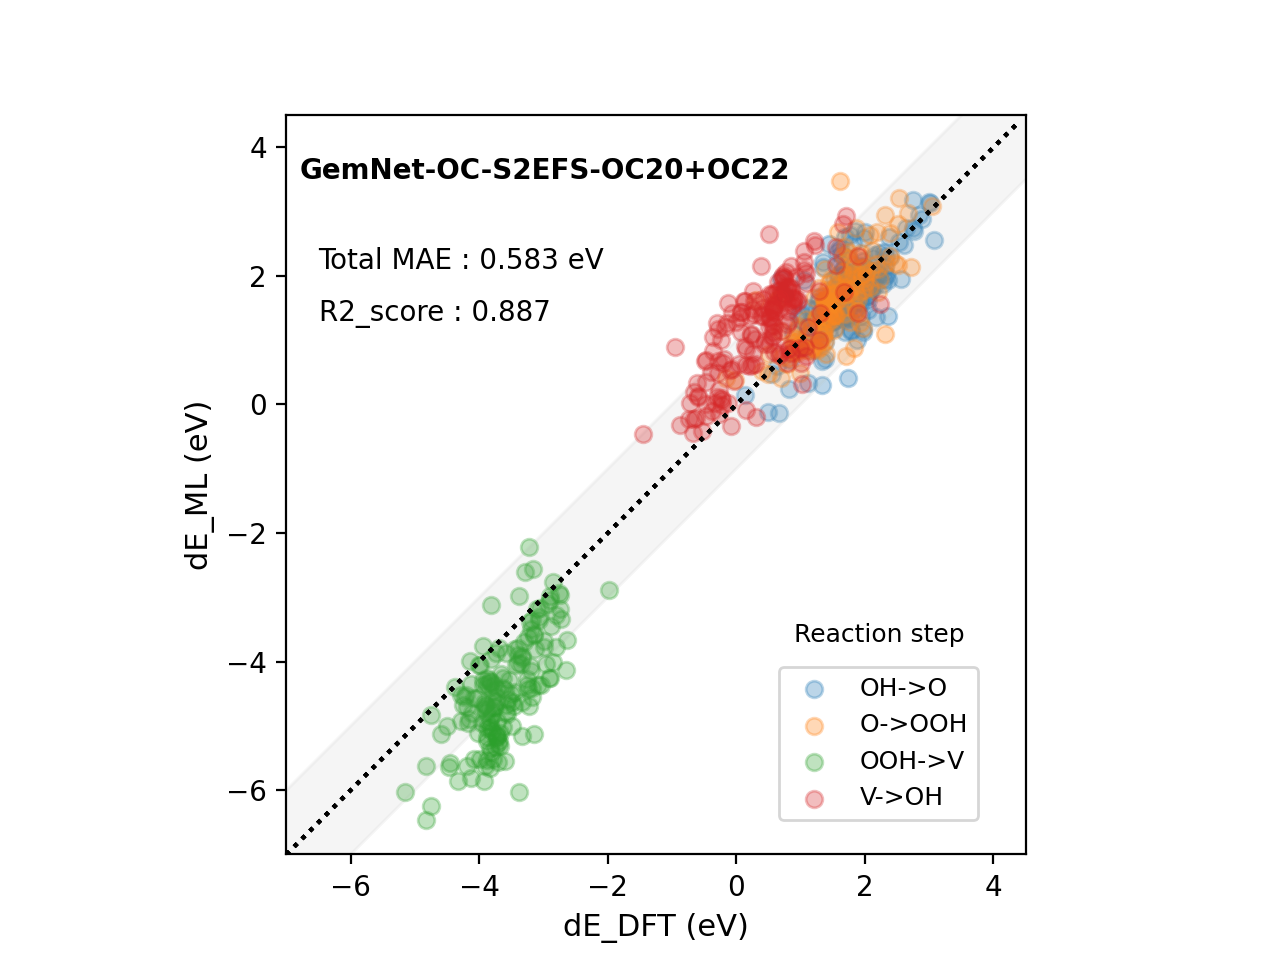 GemNet-OC-S2EFS-OC20+OC22
Total MAE : 0.583 eV
R2_score : 0.887
4
2
0
−2
−4
−6
dE_ML (eV)
Reaction step
OH->O
O->OOH
OOH->V
V->OH
−6
−4
−2
0
2
4
dE_DFT (eV)